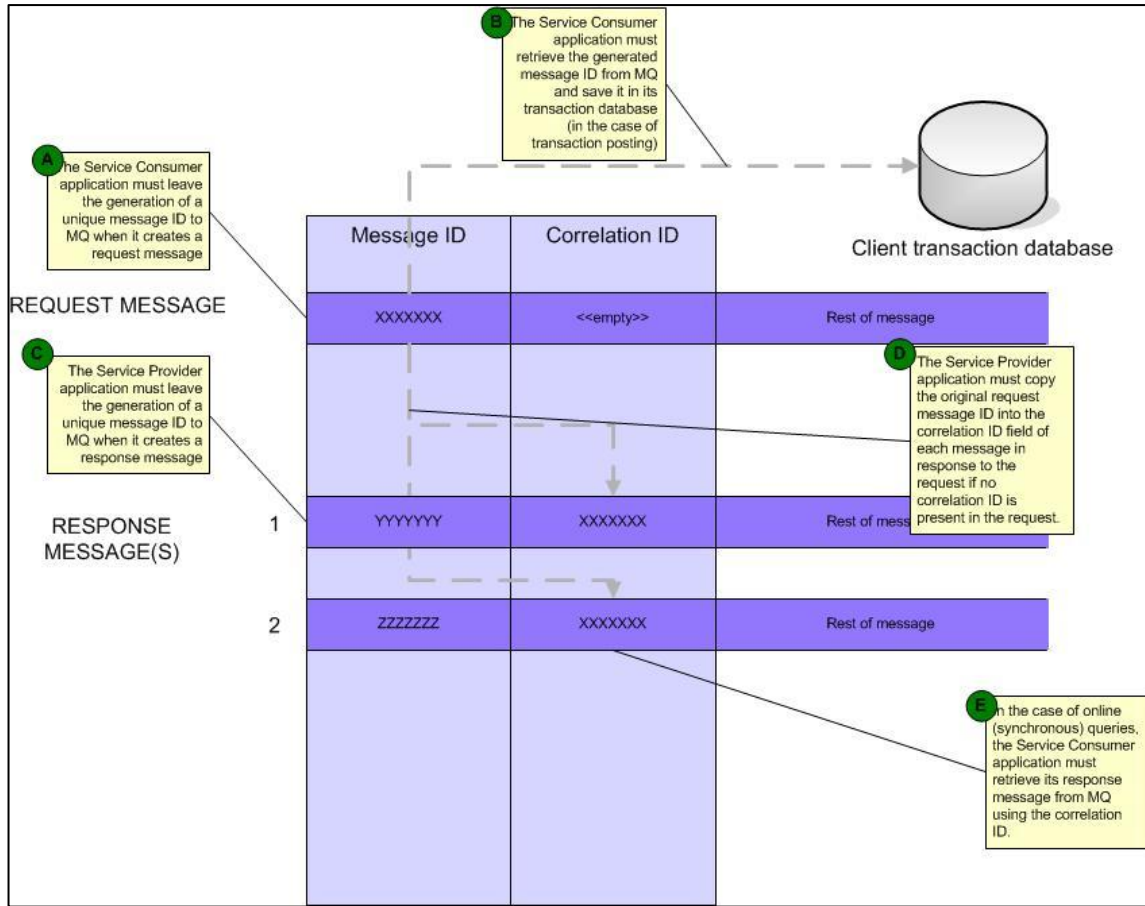 B
The Service Consumer
application must
retrieve the generated
message ID from MQ
and save it in its
transaction database
(in the case of
transaction posting)
A
The Service Consumer
application must leave
the generation of a
unique message ID to
MQ when it creates a
request message
Client transaction database
Message ID
Correlation ID
REQUEST MESSAGE
XXXXXXX
<<empty>>
Rest of message
C
The Service Provider
application must leave
the generation of a
unique message ID to
MQ when it creates a
response message
D
The Service Provider
application must copy
the original request
message ID into the
correlation ID field of
each message in
response to the
request if no
correlation ID is
present in the request.
RESPONSE
MESSAGE(S)
1
YYYYYYY
XXXXXXX
Rest of mess
2
ZZZZZZZ
XXXXXXX
Rest of message
E
In the case of online
(synchronous) queries,
the Service Consumer
application must
retrieve its response
message from MQ
using the correlation
ID.